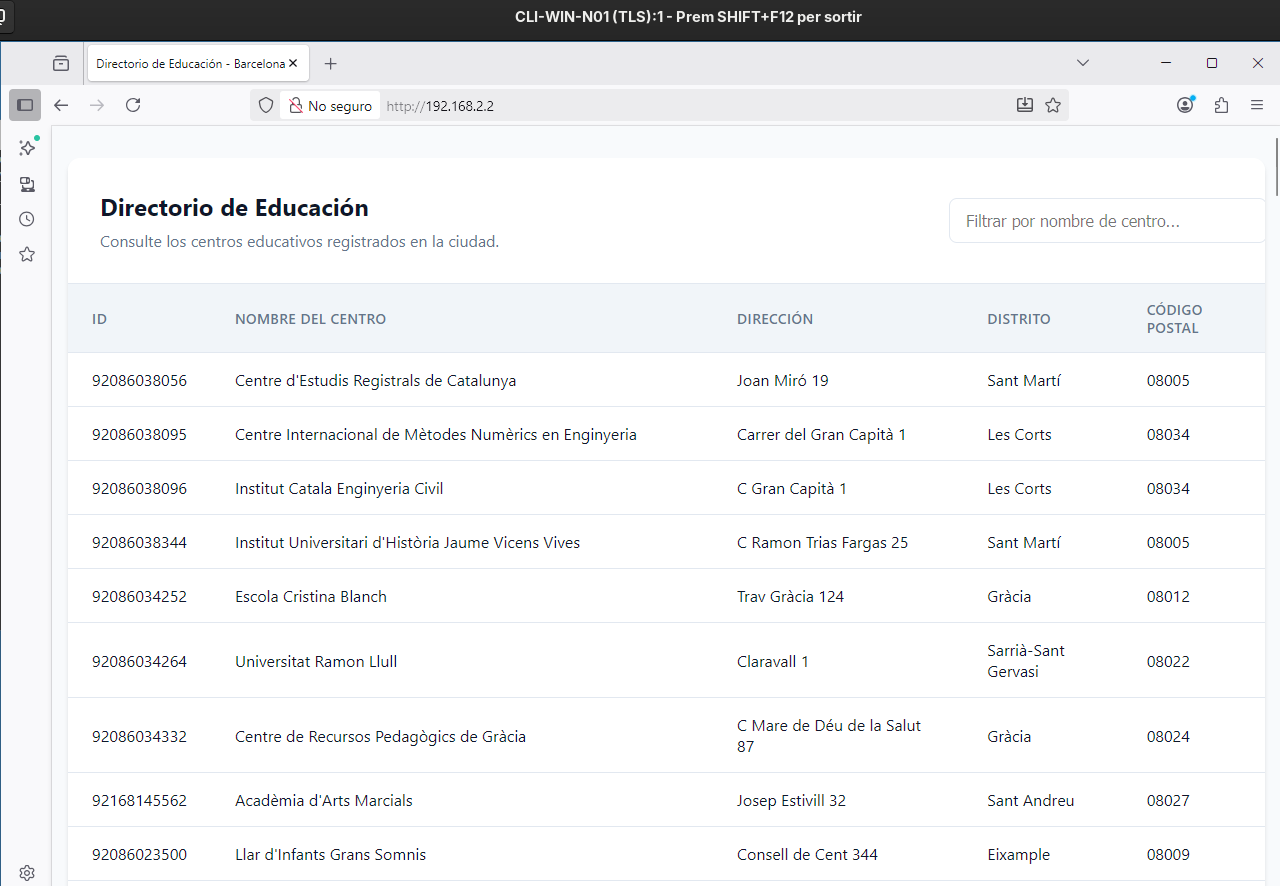 CLI-WIN-N01 (TLS):1 - Prem SHIFT+F12 per sortir
Directorio de Educación - Barcelona
No seguro http://192.168.2.2
Directorio de Educación
Consulte los centros educativos registrados en la ciudad.
Filtrar por nombre de centro...
ID NOMBRE DEL CENTRO DIRECCIÓN DISTRITO CÓDIGO
POSTAL
92086038056 Centre d'Estudis Registrals de Catalunya Joan Miró 19 Sant Martí 08005
92086038095 Centre Internacional de Mètodes Numèrics en Enginyeria Carrer del Gran Capità 1 Les Corts 08034
92086038096 Institut Catala Enginyeria Civil C Gran Capità 1 Les Corts 08034
92086038344 Institut Universitari d'Història Jaume Vicens Vives C Ramon Trias Fargas 25 Sant Martí 08005
92086034252 Escola Cristina Blanch Trav Gràcia 124 Gràcia 08012
92086034264 Universitat Ramon Llull Claravall 1 Sarrià-Sant
Gervasi 08022
92086034332 Centre de Recursos Pedagògics de Gràcia C Mare de Déu de la Salut
87 Gràcia 08024
92168145562 Acadèmia d'Arts Marcials Josep Estivill 32 Sant Andreu 08027
92086023500 Llar d'Infants Grans Somnis Consell de Cent 344 Eixample 08009